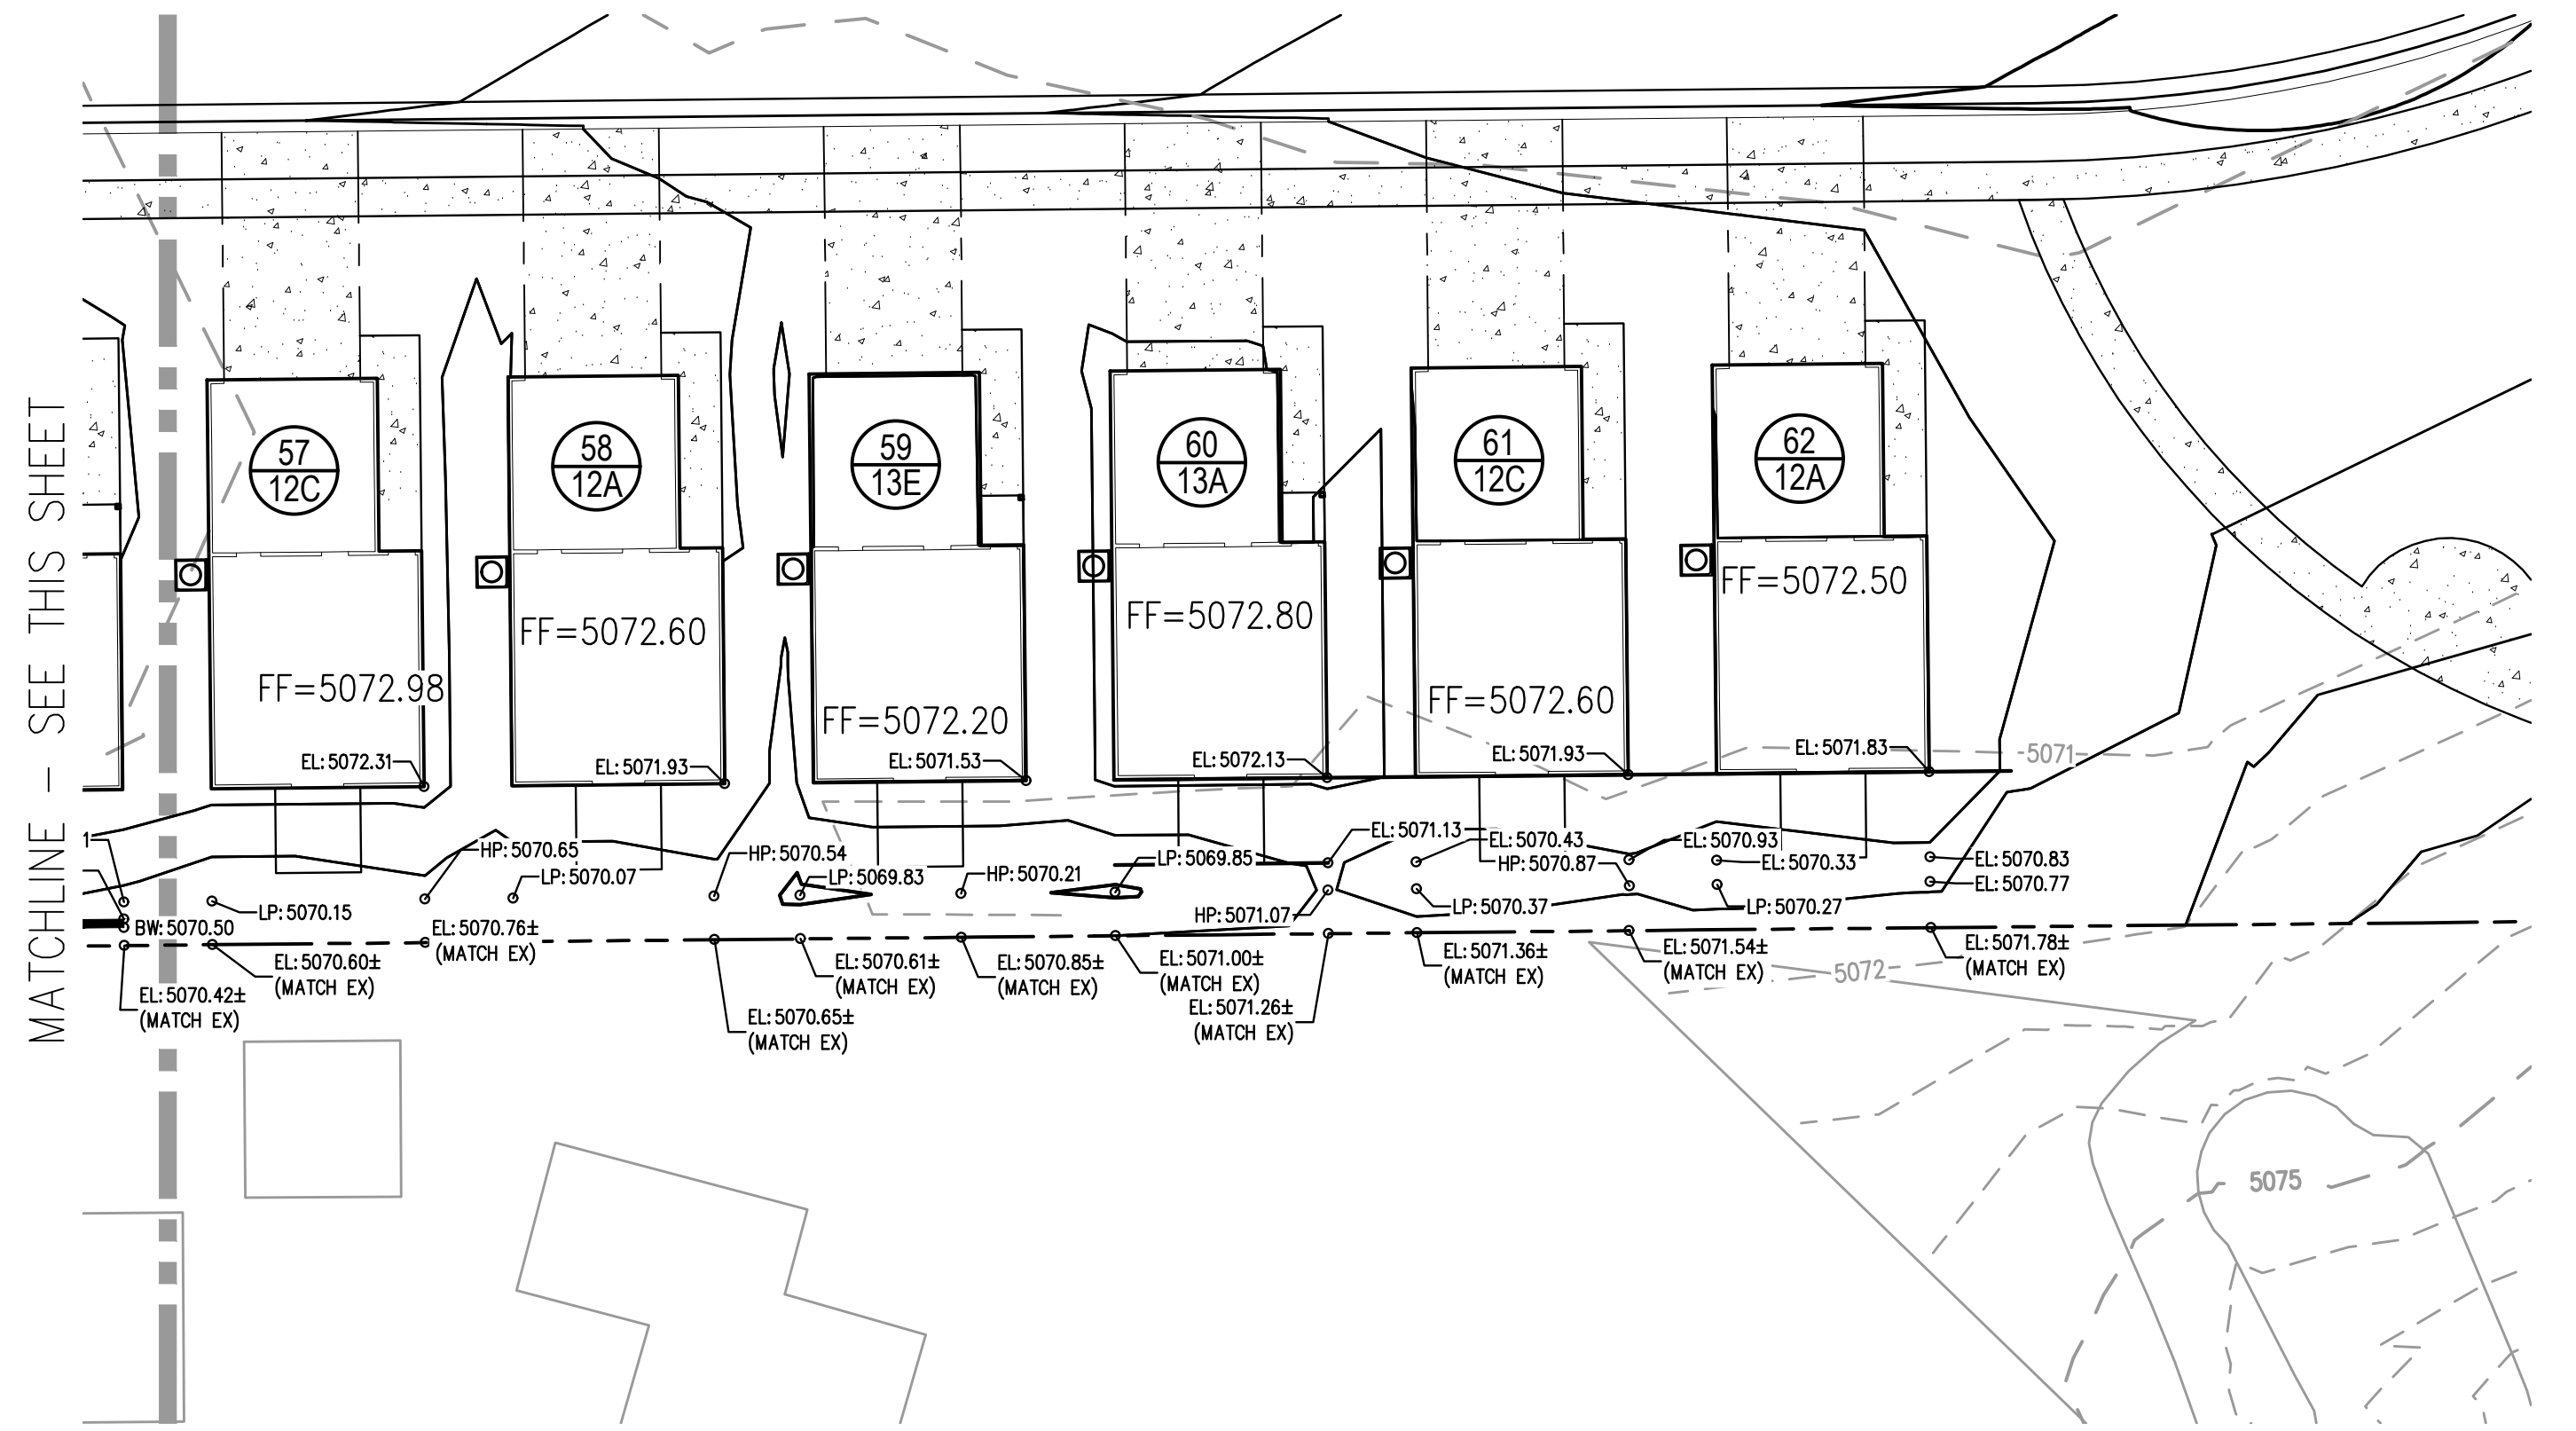 MATCHLINE – SEE THIS SHEET
57
12C
58
12A
59
13E
60
13A
61
12C
62
12A
FF=5072.98
FF=5072.60
FF=5072.20
FF=5072.80
FF=5072.60
FF=5072.50
EL:5072.31
EL:5071.93
EL:5071.53
EL:5072.13
EL:5071.93
EL:5071.83
5071
1
HP:5070.65
LP:5070.07
HP:5070.54
LP:5069.83
HP:5070.21
LP:5069.85
EL:5071.13
EL:5070.43
HP:5070.87
EL:5070.93
EL:5070.33
EL:5070.83
EL:5070.77
LP:5070.15
BW:5070.50
HP:5071.07
LP:5070.37
LP:5070.27
EL:5070.76±
(MATCH EX)
EL:5070.60±
(MATCH EX)
EL:5070.42±
(MATCH EX)
EL:5070.65±
(MATCH EX)
EL:5070.61±
(MATCH EX)
EL:5070.85±
(MATCH EX)
EL:5071.00±
(MATCH EX)
EL:5071.26±
(MATCH EX)
EL:5071.36±
(MATCH EX)
EL:5071.54±
(MATCH EX)
EL:5071.78±
(MATCH EX)
5072
5075